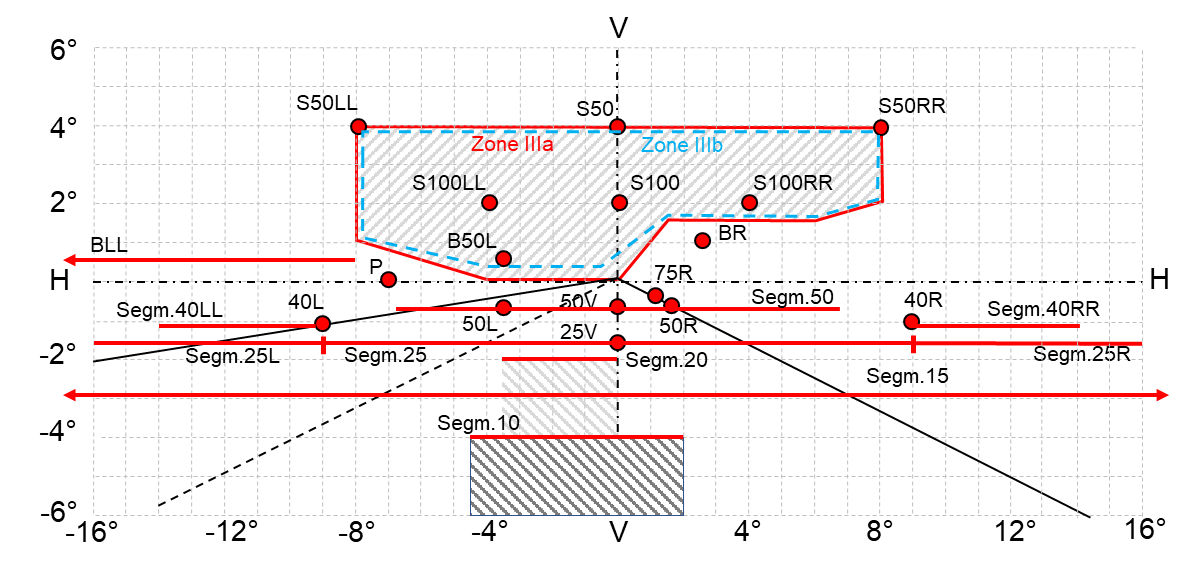 V
6°
S50LL
S50
S50RR
4°
Zone IIIa
Zone IIIb
S100LL
S100
S100RR
2°
B50L
BR
BLL
P
75R
H
H
Segm.40LL
40L
50V
Segm.50
40R
Segm.40RR
50L
50R
25V
-2°
Segm.25L
Segm.25
Segm.20
Segm.25R
Segm.15
-4°
Segm.10
-6°
-16°
-12°
-8°
-4°
V
4°
8°
12°
16°